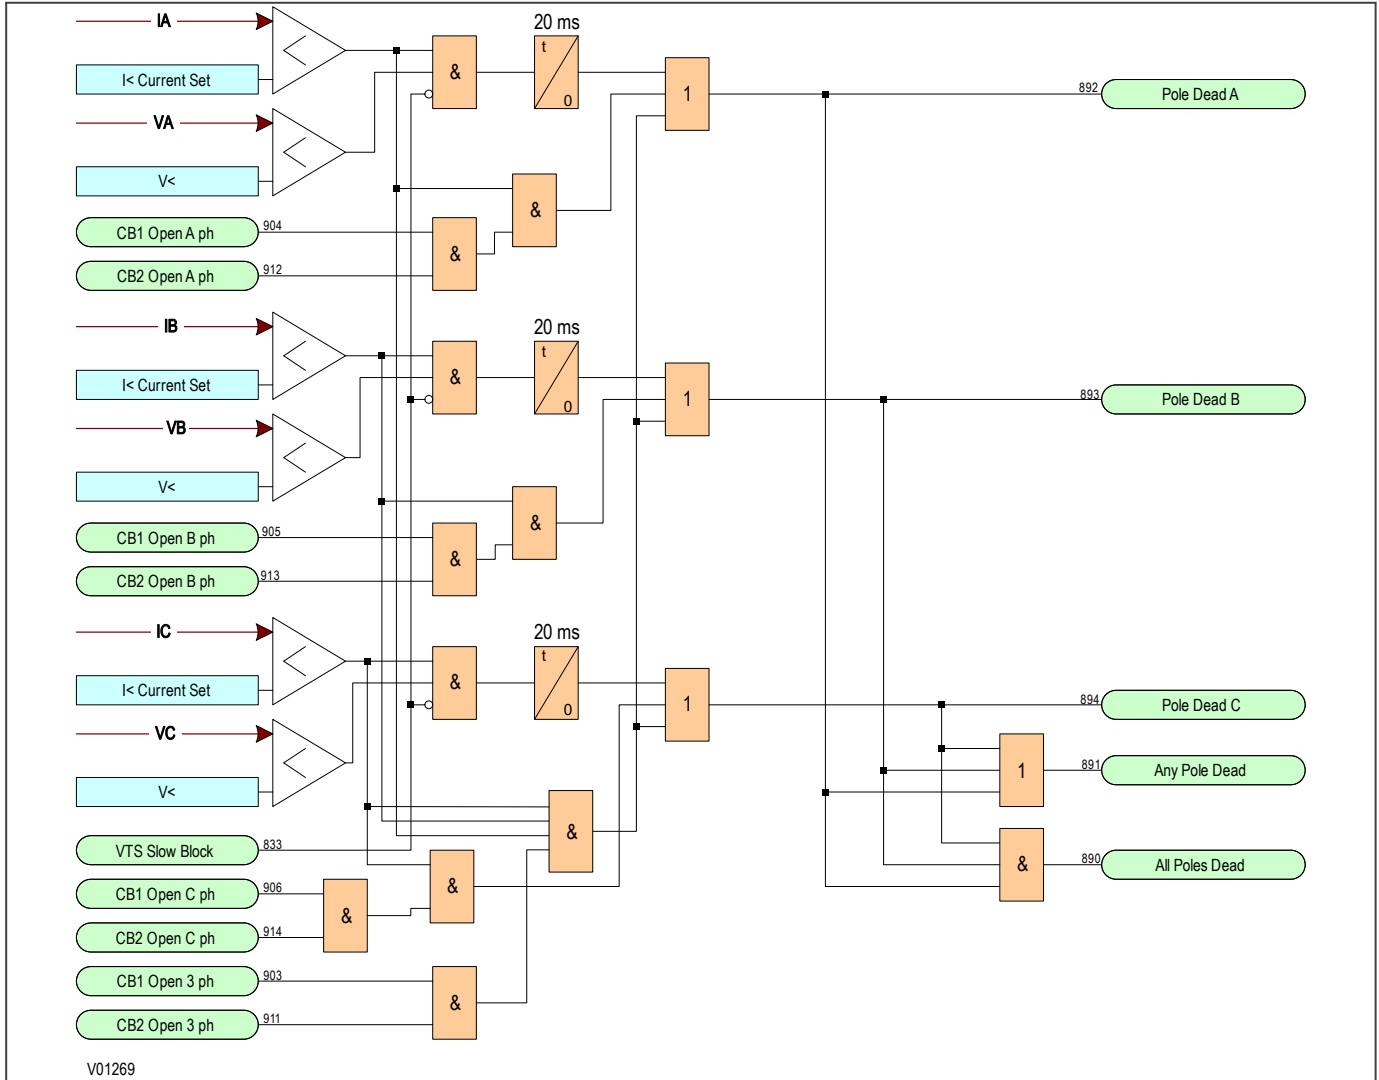 IA
20 ms
I< Current Set
&
t
0
1
892
Pole Dead A
VA
V<
&
CB1 Open A ph
904
&
CB2 Open A ph
912
IB
20 ms
I< Current Set
&
t
0
1
893
Pole Dead B
VB
V<
&
CB1 Open B ph
905
&
CB2 Open B ph
913
IC
20 ms
I< Current Set
&
t
0
1
894
Pole Dead C
VC
1
891
Any Pole Dead
V<
&
VTS Slow Block
833
&
890
All Poles Dead
CB1 Open C ph
906
&
&
CB2 Open C ph
914
CB1 Open 3 ph
903
&
CB2 Open 3 ph
911
V01269